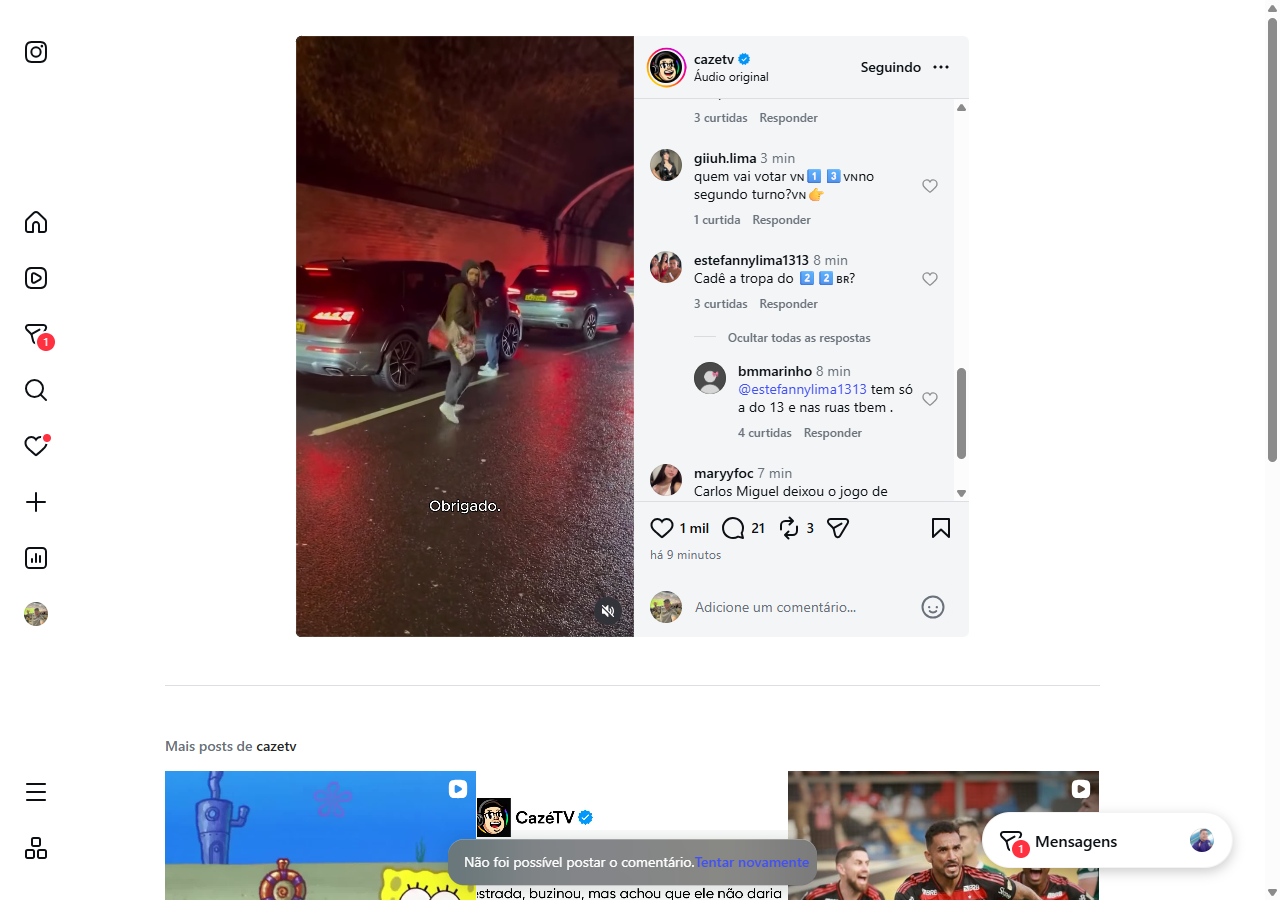 cazetv
Áudio original
Seguindo
3 curtidas Responder
giiuh.lima 3 min
quem vai votar ᴠɴ1️⃣ 3️⃣ᴠɴno
segundo turno?ᴠɴ👉
1 curtida Responder
estefannylima1313 8 min
Cadê a tropa do 2️⃣ 2️⃣ ʙʀ?
3 curtidas Responder
Ocultar todas as respostas
bmmarinho 8 min
@estefannylima1313 tem só
a do 13 e nas ruas tbem .
4 curtidas Responder
maryyfoc 7 min
Carlos Miguel deixou o jogo de
Obrigado.
1 mil 21 3
há 9 minutos
Adicione um comentário...
1
Mais posts de cazetv
CazéTV
estrada, buzinou, mas achou que ele não daria
Não foi possível postar o comentário.Tentar novamente
1 Mensagens